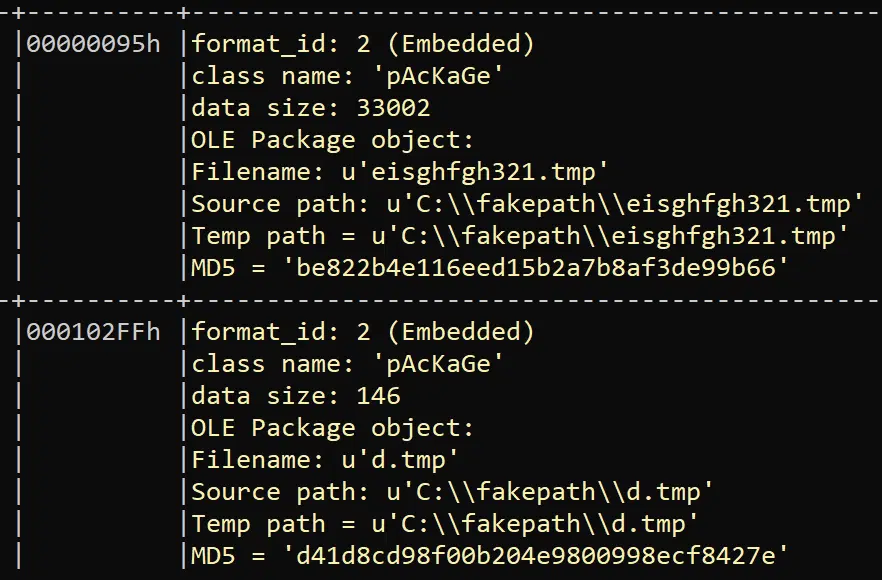 -+----------+-----------------------------------------------
|00000095h |format_id: 2 (Embedded)
|          |class name: 'pAcKaGe'
|          |data size: 33002
|          |OLE Package object:
|          |Filename: u'eisghfgh321.tmp'
|          |Source path: u'C:\\fakepath\\eisghfgh321.tmp'
|          |Temp path = u'C:\\fakepath\\eisghfgh321.tmp'
|          |MD5 = 'be822b4e116eed15b2a7b8af3de99b66'
-+----------+-----------------------------------------------
|000102FFh |format_id: 2 (Embedded)
|          |class name: 'pAcKaGe'
|          |data size: 146
|          |OLE Package object:
|          |Filename: u'd.tmp'
|          |Source path: u'C:\\fakepath\\d.tmp'
|          |Temp path = u'C:\\fakepath\\d.tmp'
|          |MD5 = 'd41d8cd98f00b204e9800998ecf8427e'